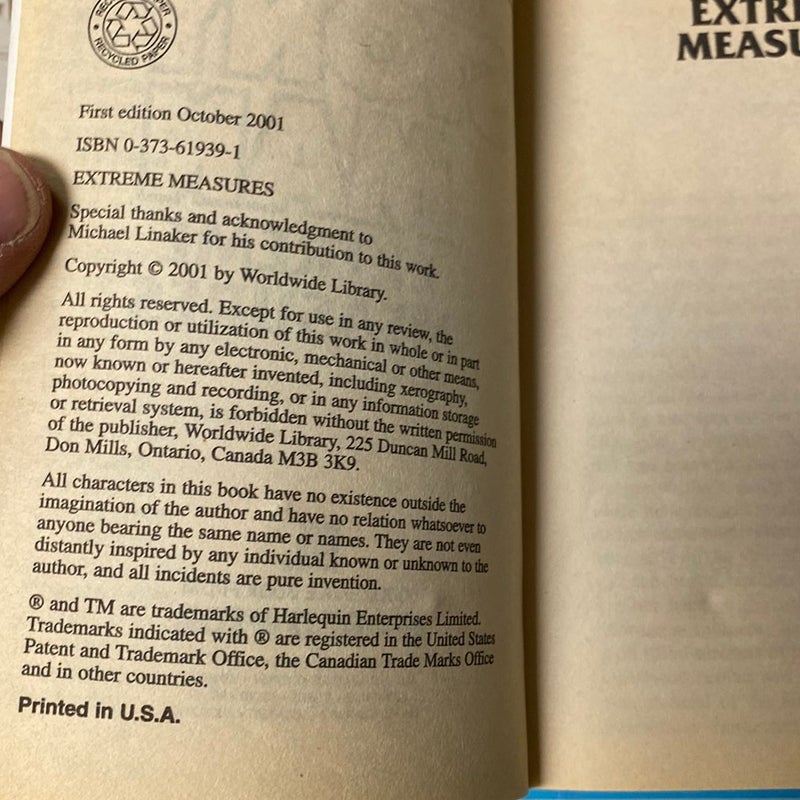 RECYCLED PAPER
First edition October 2001
ISBN 0-373-61939-1
EXTREME MEASURES
Special thanks and acknowledgment to
Michael Linaker for his contribution to this work.
Copyright © 2001 by Worldwide Library.
All rights reserved. Except for use in any review, the
reproduction or utilization of this work in whole or in part
in any form by any electronic, mechanical or other means,
now known or hereafter invented, including xerography,
photocopying and recording, or in any information storage
or retrieval system, is forbidden without the written permission
of the publisher, Worldwide Library, 225 Duncan Mill Road,
Don Mills, Ontario, Canada M3B 3K9.
All characters in this book have no existence outside the
imagination of the author and have no relation whatsoever to
anyone bearing the same name or names. They are not even
distantly inspired by any individual known or unknown to the
author, and all incidents are pure invention.
® and TM are trademarks of Harlequin Enterprises Limited.
Trademarks indicated with ® are registered in the United States
Patent and Trademark Office, the Canadian Trade Marks Office
and in other countries.
Printed in U.S.A.
EXTRE
MEASU